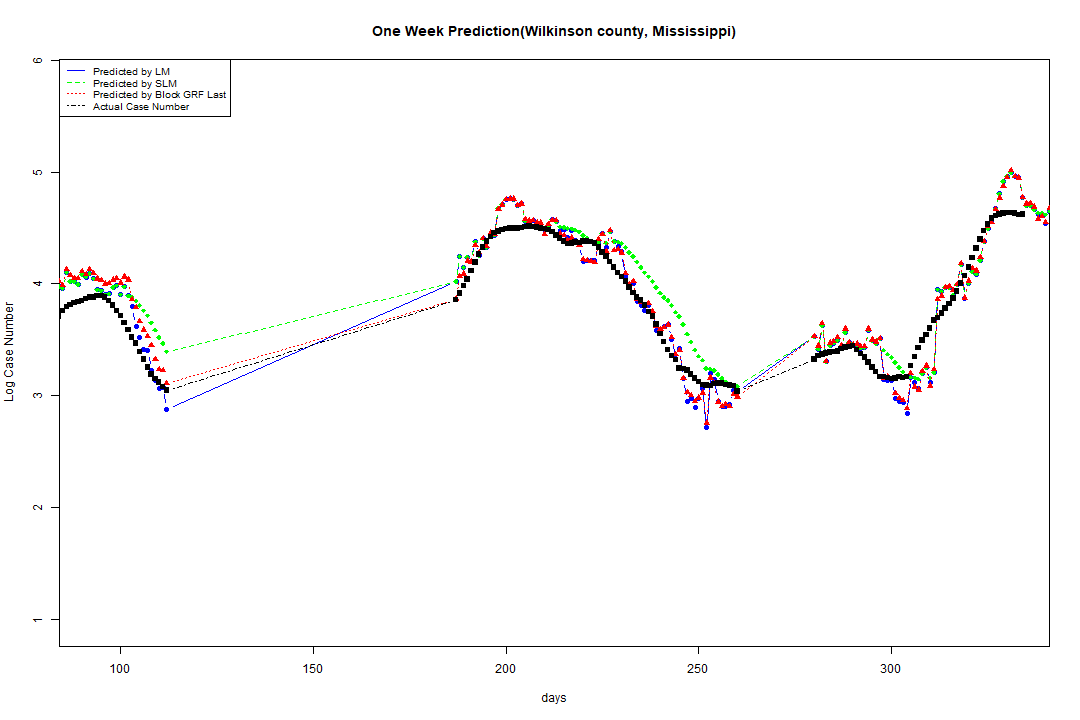 One Week Prediction(Wilkinson county, Mississippi)
6
Predicted by LM
Predicted by SLM
Predicted by Block GRF Last
Actual Case Number
5
4
3
2
1
Log Case Number
100 150 200 250 300
days